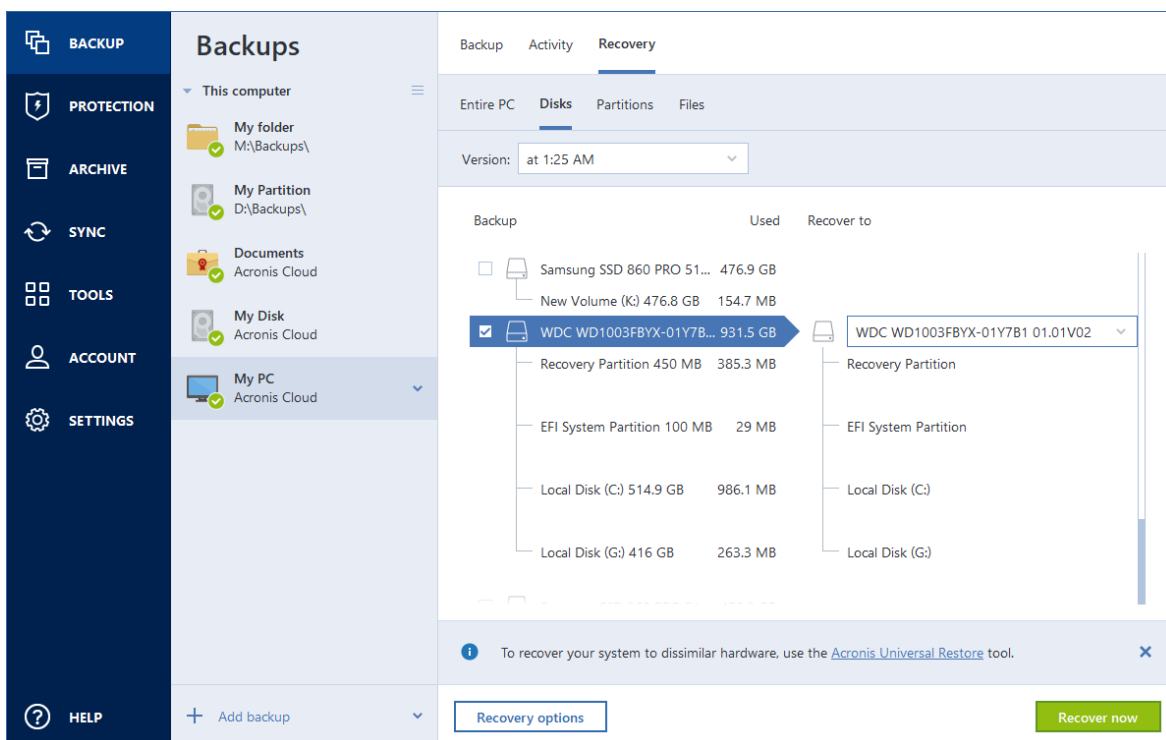 BACKUP
PROTECTION
ARCHIVE
SYNC
TOOLS
ACCOUNT
SETTINGS
HELP
Backups
This computer
My folder
M:\Backups\
My Partition
D:\Backups\
Documents
Acronis Cloud
My Disk
Acronis Cloud
My PC
Acronis Cloud
Add backup
Backup Activity Recovery
Entire PC Disks Partitions Files
Version: at 1:25 AM
Backup Used Recover to
Samsung SSD 860 PRO 51... 476.9 GB
New Volume (K:) 476.8 GB 154.7 MB
WDC WD1003FBYX-01Y7B... 931.5 GB WDC WD1003FBYX-01Y7B1 01.01V02
Recovery Partition 450 MB 385.3 MB Recovery Partition
EFI System Partition 100 MB 29 MB EFI System Partition
Local Disk (C:) 514.9 GB 986.1 MB Local Disk (C:)
Local Disk (G:) 416 GB 263.3 MB Local Disk (G:)
To recover your system to dissimilar hardware, use the Acronis Universal Restore tool.
Recovery options Recover now